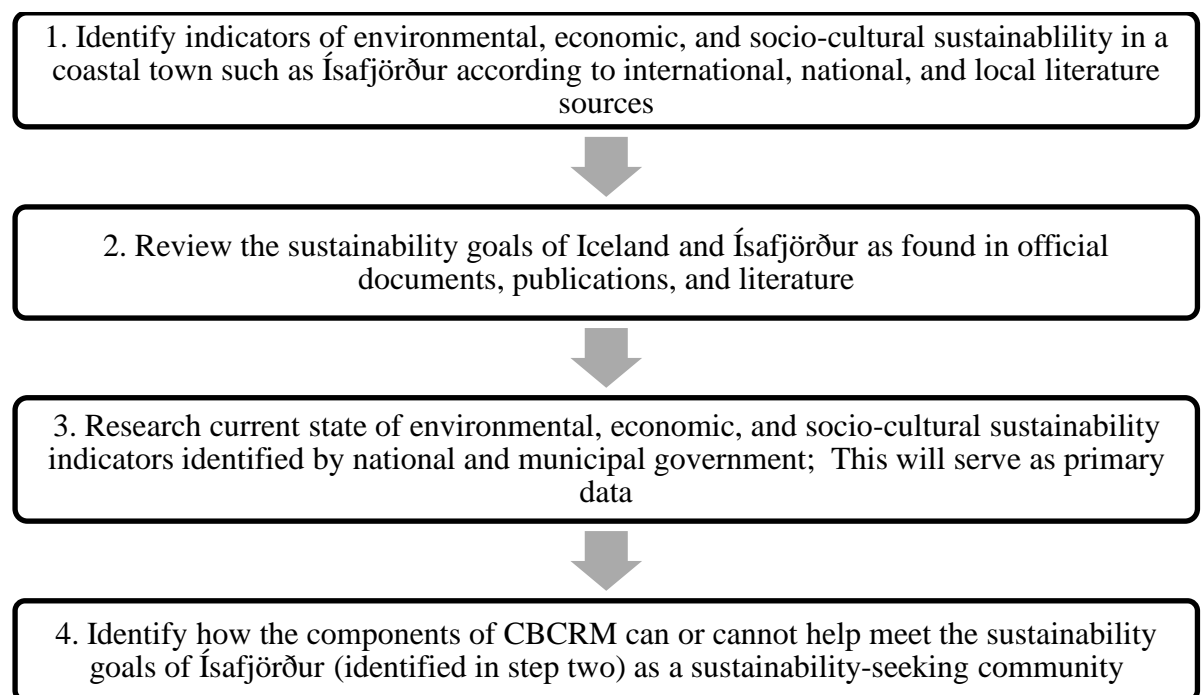 1. Identify indicators of environmental, economic, and socio-cultural sustainablility in a
coastal town such as Ísafjörður according to international, national, and local literature
sources
2. Review the sustainability goals of Iceland and Ísafjörður as found in official
documents, publications, and literature
3. Research current state of environmental, economic, and socio-cultural sustainability
indicators identified by national and municipal government;  This will serve as primary
data
4. Identify how the components of CBCRM can or cannot help meet the sustainability
goals of Ísafjörður (identified in step two) as a sustainability-seeking community